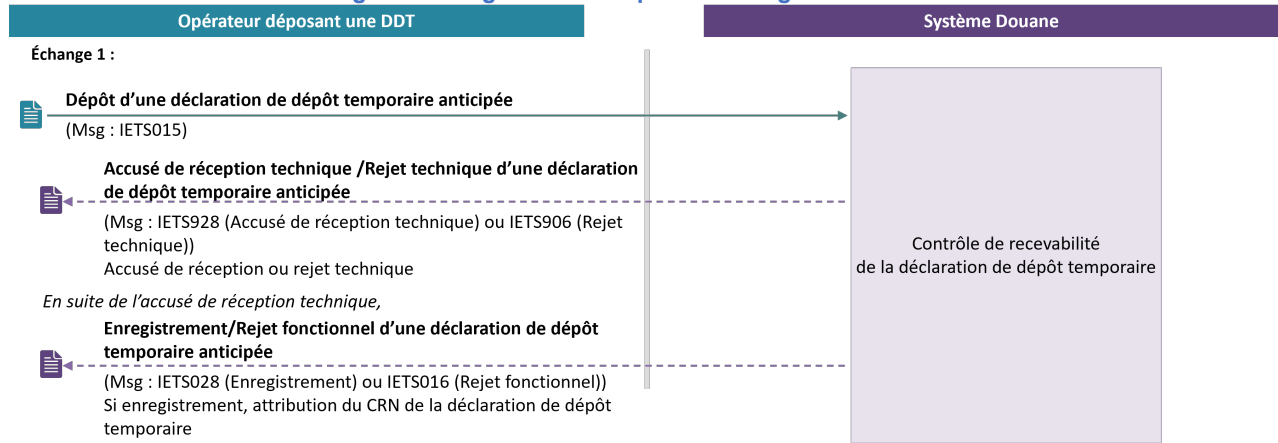 Opérateur déposant une DDT
Système Douane
Échange 1 :
Dépôt d’une déclaration de dépôt temporaire anticipée
(Msg : IETS015)
Accusé de réception technique /Rejet technique d’une déclaration
de dépôt temporaire anticipée
(Msg : IETS928 (Accusé de réception technique) ou IETS906 (Rejet
technique))
Accusé de réception ou rejet technique
En suite de l’accusé de réception technique,
Enregistrement/Rejet fonctionnel d’une déclaration de dépôt
temporaire anticipée
(Msg : IETS028 (Enregistrement) ou IETS016 (Rejet fonctionnel))
Si enregistrement, attribution du CRN de la déclaration de dépôt
temporaire
Contrôle de recevabilité
de la déclaration de dépôt temporaire